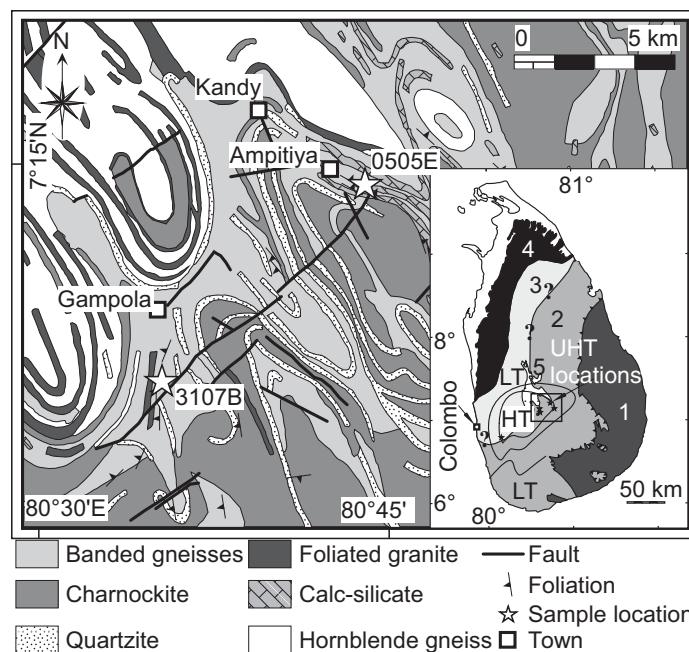 N
0 5 km
Kandy
7°15'N
Ampitiya
0505E
81°
4
3
?
2
Gampola
?
8°
5
UHT
LT
locations
3107B
HT
1
Colombo
?
LT
80°30'E
80°45'
6°
80°
50 km
Banded gneisses
Foliated granite
Fault
Charnockite
Calc-silicate
Foliation
Sample location
Quartzite
Hornblende gneiss
Town